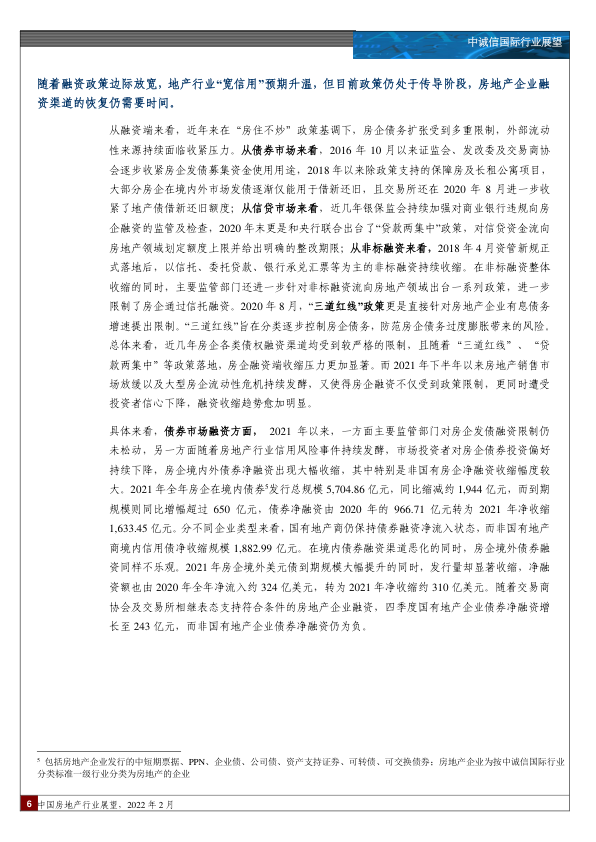 中诚信国际行业展望
随着融资政策边际放宽，地产行业“宽信用”预期升温，但目前政策仍处于传导阶段，房地产企业融
资渠道的恢复仍需要时间。
从融资端来看，近年来在“房住不炒”政策基调下，房企债务扩张受到多重限制，外部流动
性来源持续面临收紧压力。从债券市场来看，2016 年 10 月以来证监会、发改委及交易商协
会逐步收紧房企发债募集资金使用用途，2018 年以来除政策支持的保障房及长租公寓项目，
大部分房企在境内外市场发债逐渐仅能用于借新还旧，且交易所还在 2020 年 8 月进一步收
紧了地产债借新还旧额度；从信贷市场来看，近几年银保监会持续加强对商业银行违规向房
企融资的监管及检查，2020 年末更是和央行联合出台了“贷款两集中”政策，对信贷资金流向
房地产领域划定额度上限并给出明确的整改期限；从非标融资来看，2018 年 4 月资管新规正
式落地后，以信托、委托贷款、银行承兑汇票等为主的非标融资持续收缩。在非标融资整体
收缩的同时，主要监管部门还进一步针对非标融资流向房地产领域出台一系列政策，进一步
限制了房企通过信托融资。2020 年 8 月，“三道红线”政策更是直接针对房地产企业有息债务
增速提出限制。“三道红线”旨在分类逐步控制房企债务，防范房企债务过度膨胀带来的风险。
总体来看，近几年房企各类债权融资渠道均受到较严格的限制，且随着“三道红线”、“贷
款两集中”等政策落地，房企融资端收缩压力更加显著。而 2021 年下半年以来房地产销售市
场放缓以及大型房企流动性危机持续发酵，又使得房企融资不仅受到政策限制，更同时遭受
投资者信心下降，融资收缩趋势愈加明显。
具体来看，债券市场融资方面， 2021 年以来，一方面主要监管部门对房企发债融资限制仍
未松动，另一方面随着房地产行业信用风险事件持续发酵，市场投资者对房企债券投资偏好
持续下降，房企境内外债券净融资出现大幅收缩，其中特别是非国有房企净融资收缩幅度较
大。2021 年全年房企在境内债券5发行总规模 5,704.86 亿元，同比缩减约 1,944 亿元，而到期
规模则同比增幅超过 650 亿元，债券净融资由 2020 年的 966.71 亿元转为 2021 年净收缩
1,633.45 亿元。分不同企业类型来看，国有地产商仍保持债券融资净流入状态，而非国有地产
商境内信用债净收缩规模 1,882.99 亿元。在境内债券融资渠道恶化的同时，房企境外债券融
资同样不乐观。2021 年房企境外美元债到期规模大幅提升的同时，发行量却显著收缩，净融
资额也由 2020 年全年净流入约 324 亿美元，转为 2021 年净收缩约 310 亿美元。随着交易商
协会及交易所相继表态支持符合条件的房地产企业融资，四季度国有地产企业债券净融资增
长至 243 亿元，而非国有地产企业债券净融资仍为负。
5 包括房地产企业发行的中短期票据、PPN、企业债、公司债、资产支持证券、可转债、可交换债券；房地产企业为按中诚信国际行业
分类标准一级行业分类为房地产的企业
6 中国房地产行业展望，2022 年 2 月